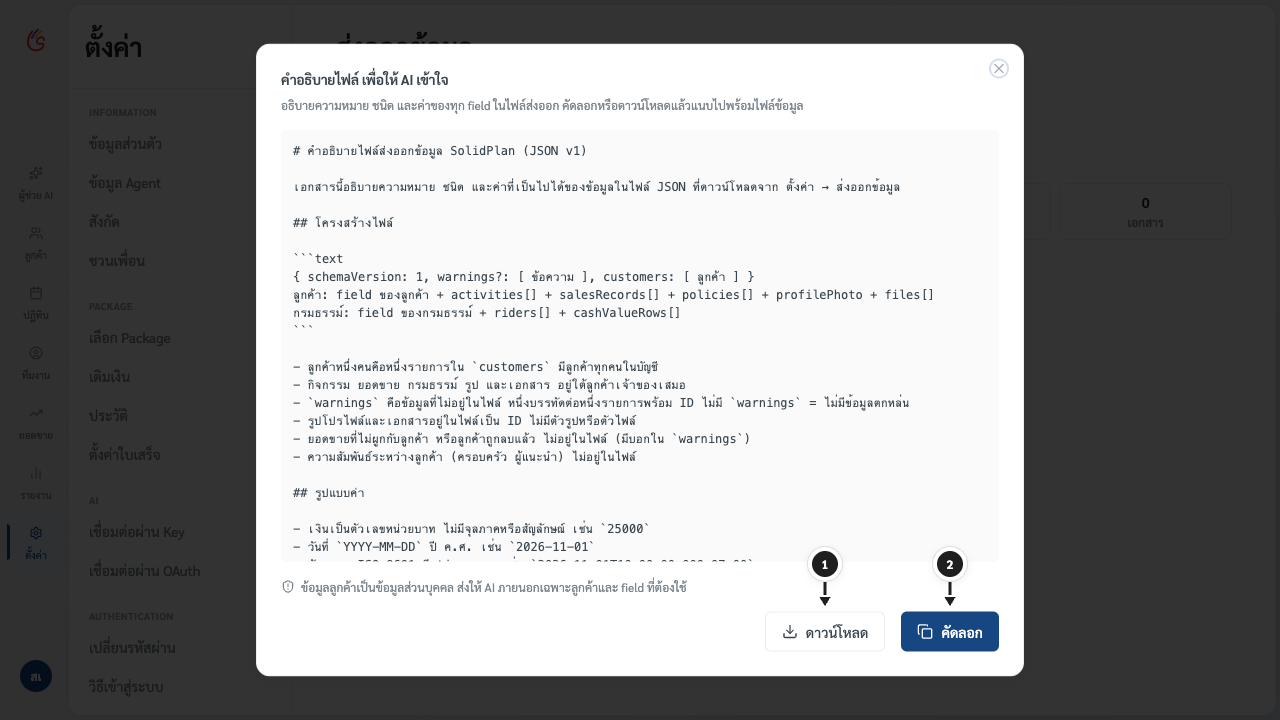 ตั้งค่า
INFORMATION
ข้อมูลส่วนตัว
ข้อมูล Agent
สังกัด
ชวนเพื่อน
PACKAGE
เลือก Package
เติมเงิน
ประวัติ
ตั้งค่าใบเสร็จ
AI
เชื่อมต่อผ่าน Key
เชื่อมต่อผ่าน OAuth
AUTHENTICATION
เปลี่ยนรหัสผ่าน
วิธีเข้าสู่ระบบ
ผู้ช่วย AI
ลูกค้า
ปฏิทิน
ทีมงาน
ยอดขาย
รายงาน
ตั้งค่า
สเ
0
เอกสาร
คำอธิบายไฟล์ เพื่อให้ AI เข้าใจ
อธิบายความหมาย ชนิด และค่าของทุก field ในไฟล์ส่งออก คัดลอกหรือดาวน์โหลดแล้วแนบไปพร้อมไฟล์ข้อมูล
# คำอธิบายไฟล์ส่งออกข้อมูล SolidPlan (JSON v1)
เอกสารนี้อธิบายความหมาย ชนิด และค่าที่เป็นไปได้ของข้อมูลในไฟล์ JSON ที่ดาวน์โหลดจาก ตั้งค่า → ส่งออกข้อมูล
## โครงสร้างไฟล์
```text
{ schemaVersion: 1, warnings?: [ ข้อความ ], customers: [ ลูกค้า ] }
ลูกค้า: field ของลูกค้า + activities[] + salesRecords[] + policies[] + profilePhoto + files[]
กรมธรรม์: field ของกรมธรรม์ + riders[] + cashValueRows[]
```
- ลูกค้าหนึ่งคนคือหนึ่งรายการใน `customers` มีลูกค้าทุกคนในบัญชี
- กิจกรรม ยอดขาย กรมธรรม์ รูป และเอกสาร อยู่ใต้ลูกค้าเจ้าของเสมอ
- `warnings` คือข้อมูลที่ไม่อยู่ในไฟล์ หนึ่งบรรทัดต่อหนึ่งรายการพร้อม ID ไม่มี `warnings` = ไม่มีข้อมูลตกหล่น
- รูปโปรไฟล์และเอกสารอยู่ในไฟล์เป็น ID ไม่มีตัวรูปหรือตัวไฟล์
- ยอดขายที่ไม่ผูกกับลูกค้า หรือลูกค้าถูกลบแล้ว ไม่อยู่ในไฟล์ (มีบอกใน `warnings`)
- ความสัมพันธ์ระหว่างลูกค้า (ครอบครัว ผู้แนะนำ) ไม่อยู่ในไฟล์
## รูปแบบค่า
- เงินเป็นตัวเลขหน่วยบาท ไม่มีจุลภาคหรือสัญลักษณ์ เช่น `25000`
- วันที่ `YYYY-MM-DD` ปี ค.ศ. เช่น `2026-11-01`
ข้อมูลลูกค้าเป็นข้อมูลส่วนบุคคล ส่งให้ AI ภายนอกเฉพาะลูกค้าและ field ที่ต้องใช้
1
2
ดาวน์โหลด
คัดลอก